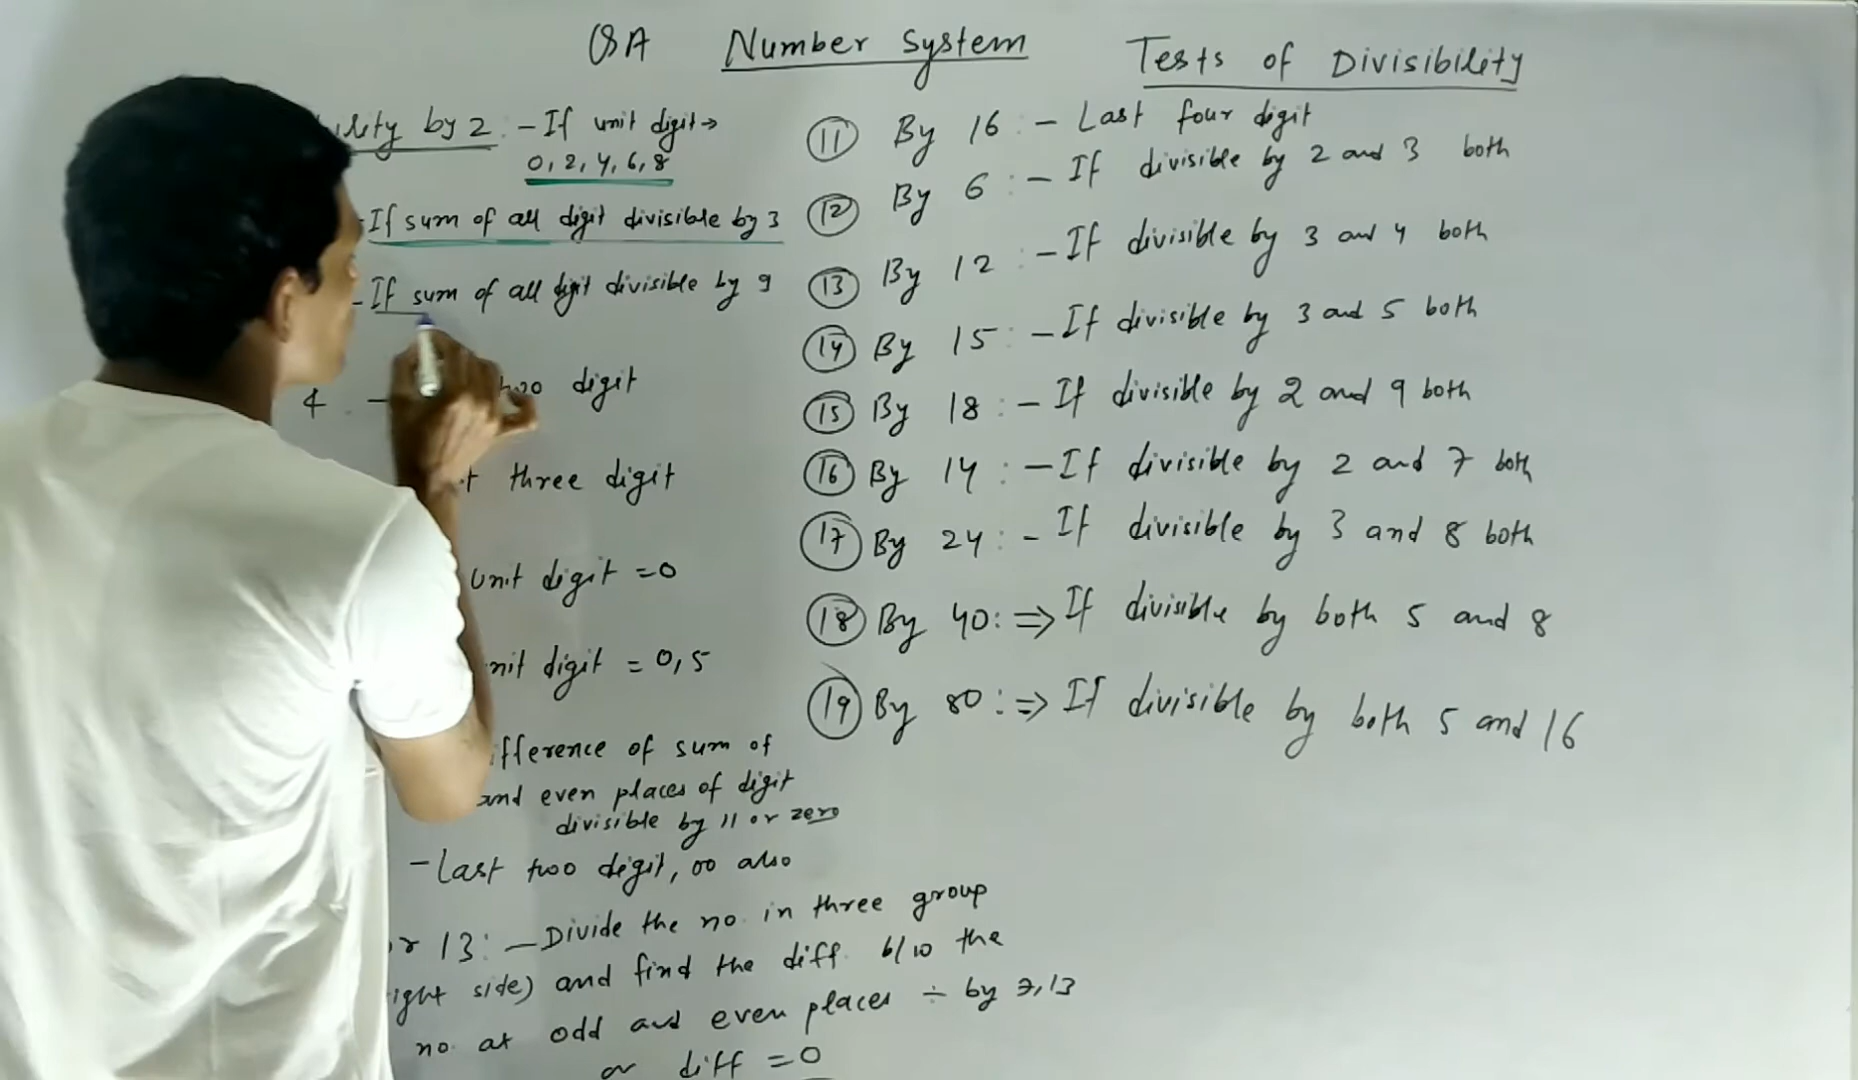 QA Number System Tests of Divisibility
by 2 :- If unit digit→
0, 2, 4, 6, 8
-If sum of all digit divisible by 3
-If sum of all digit divisible by 9
4 - two digit
three digit
Unit digit =0
digit = 0,5
of sum of
and even places of digit
divisible by 11 or zero
-Last two digit, 00 also
13:- Divide the no. in three group
side) and find the diff. b/w the
no. at odd and even places ÷ by 7,13
or diff =0
(11) By 16 :- Last four digit
(12) By 6 :- If divisible by 2 and 3 both
(13) By 12 :- If divisible by 3 and 4 both
(14) By 15 :- If divisible by 3 and 5 both
(15) By 18 :- If divisible by 2 and 9 both
(16) By 14 :- If divisible by 2 and 7 both
(17) By 24 :- If divisible by 3 and 8 both
(18) By 40 :⇒ If divisible by both 5 and 8
(19) By 80 :⇒ If divisible by both 5 and 16